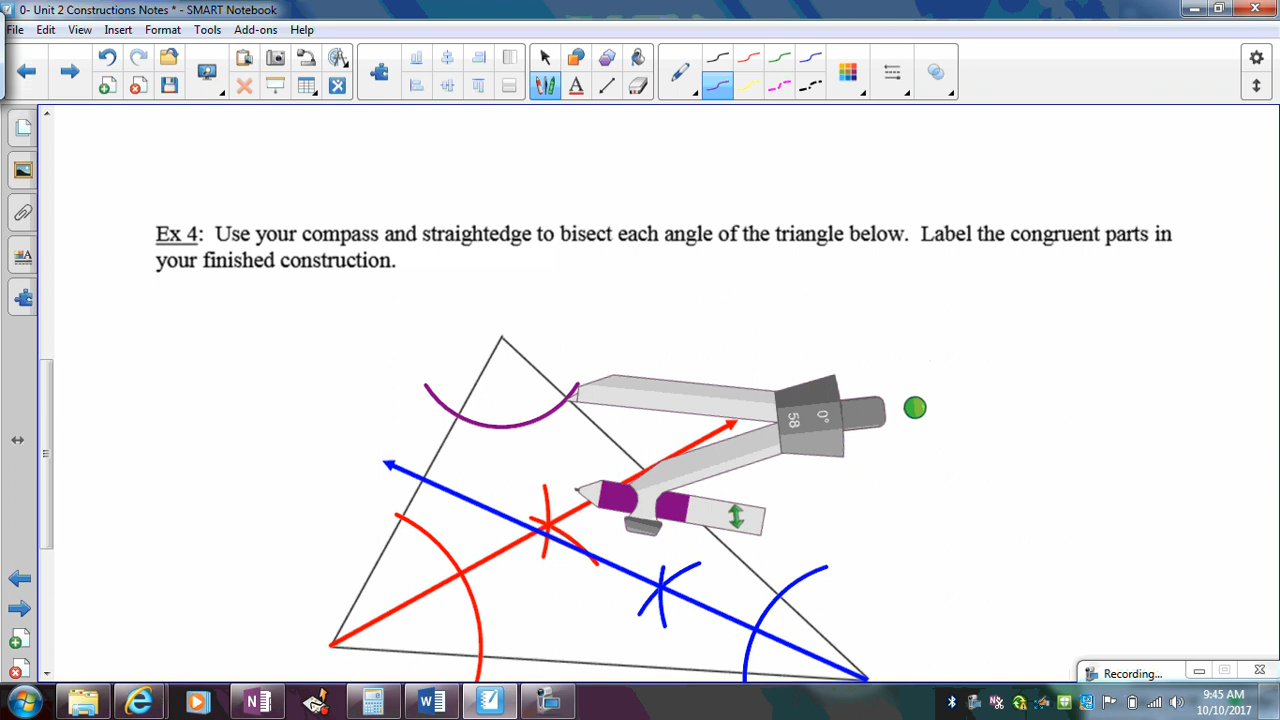 0- Unit 2 Constructions Notes * - SMART Notebook
File Edit View Insert Format Tools Add-ons Help
Ex 4: Use your compass and straightedge to bisect each angle of the triangle below. Label the congruent parts in
your finished construction.
58 0°
Recording...
9:45 AM
10/10/2017